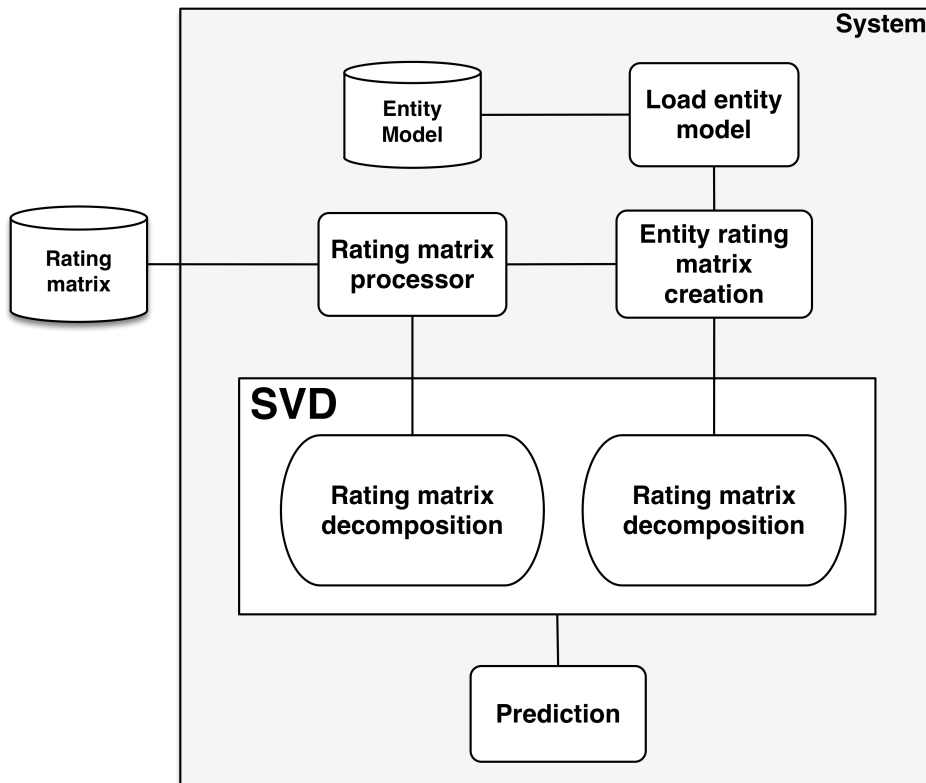 System
Entity
Model
Load entity
model
Rating
matrix
Rating matrix
processor
Entity rating
matrix
creation
SVD
Rating matrix
decomposition
Rating matrix
decomposition
Prediction